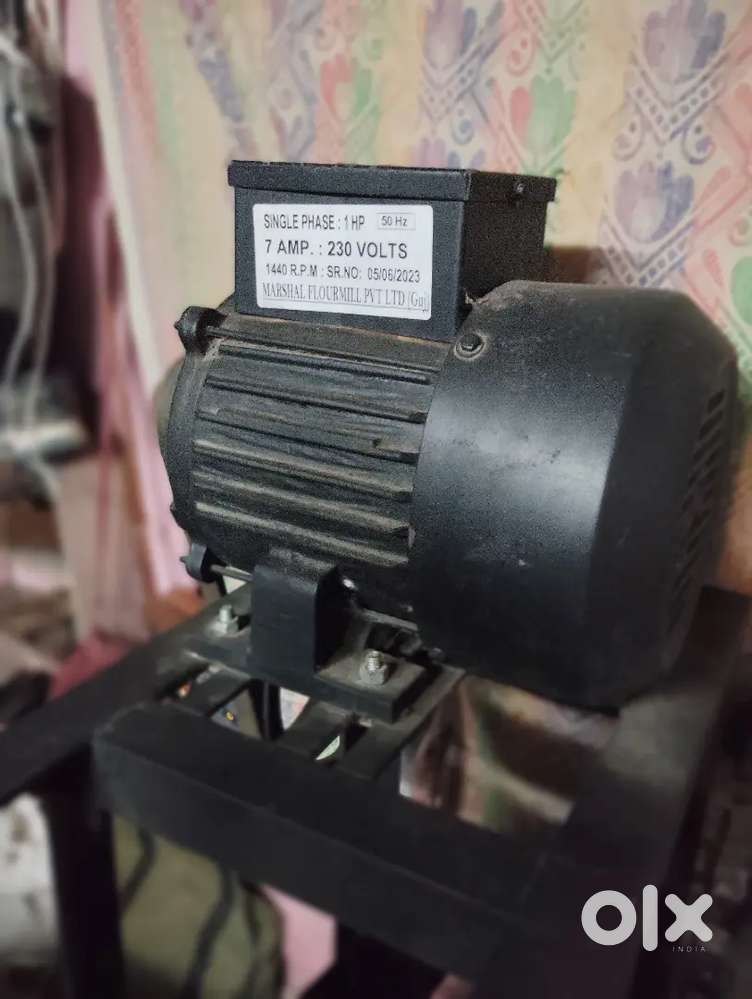 SINGLE PHASE : 1 HP 50 Hz
7 AMP. : 230 VOLTS
1440 R.P.M : SR.NO: 05/06/2023
MARSHAL FLOURMILL PVT LTD [Guj]
olx
INDIA